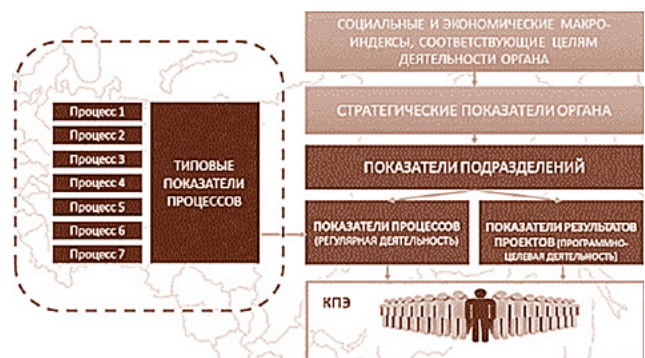 Процесс 1
Процесс 2
Процесс 3
Процесс 4
Процесс 5
Процесс 6
Процесс 7
ТИПОВЫЕ
ПОКАЗАТЕЛИ
ПРОЦЕССОВ
СОЦИАЛЬНЫЕ И ЭКОНОМИЧЕСКИЕ МАКРО-
ИНДЕКСЫ, СООТВЕТСТВУЮЩИЕ ЦЕЛЯМ
ДЕЯТЕЛЬНОСТИ ОРГАНА
СТРАТЕГИЧЕСКИЕ ПОКАЗАТЕЛИ ОРГАНА
ПОКАЗАТЕЛИ ПОДРАЗДЕЛЕНИЙ
ПОКАЗАТЕЛИ ПРОЦЕССОВ
(РЕГУЛЯРНАЯ ДЕЯТЕЛЬНОСТЬ)
ПОКАЗАТЕЛИ РЕЗУЛЬТАТОВ
ПРОЕКТОВ (ПРОГРАММНО-
ЦЕЛЕВАЯ ДЕЯТЕЛЬНОСТЬ)
КПЭ